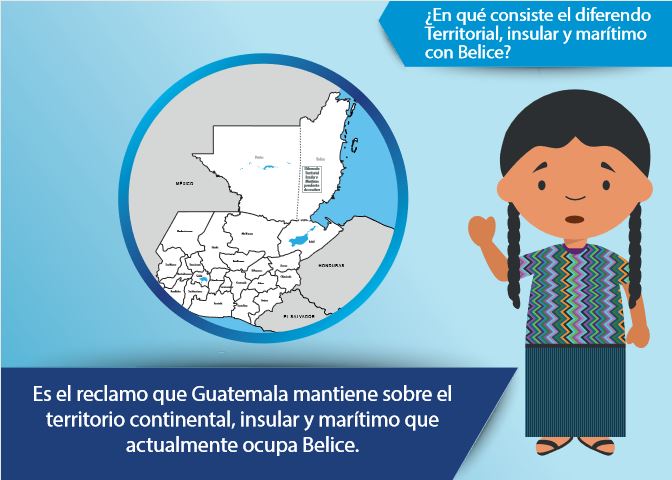 ¿En qué consiste el diferendo
Territorial, insular y marítimo
con Belice?
MÉXICO
Petén
Belice
Diferendo
Territorial
Insular y
Marítimo
pendiente
de resolver
HONDURAS
EL SALVADOR
Es el reclamo que Guatemala mantiene sobre el
territorio continental, insular y marítimo que
actualmente ocupa Belice.